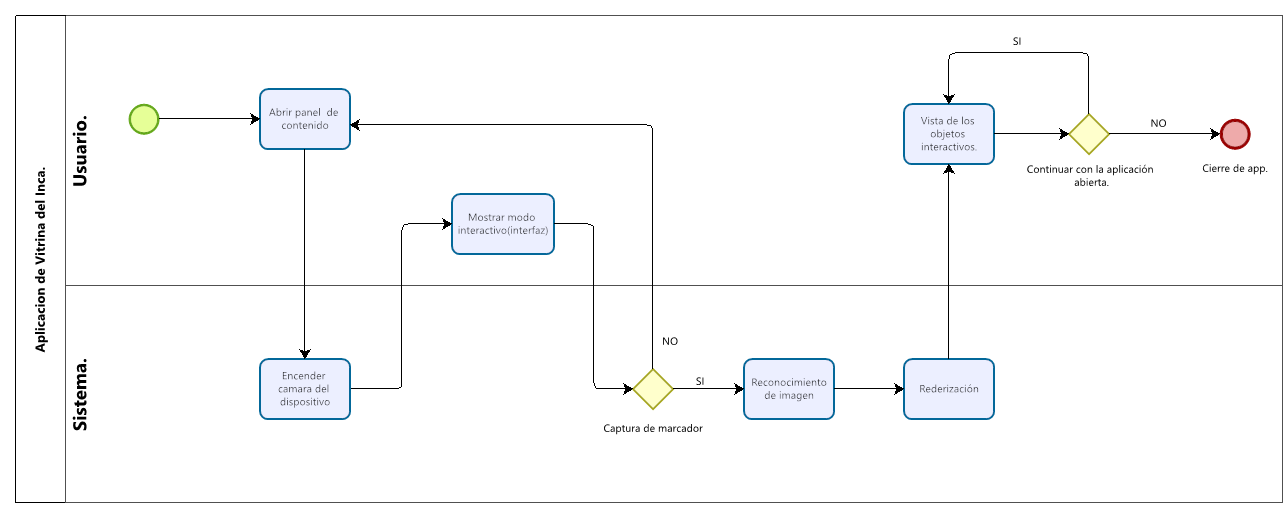 Aplicacion de Vitrina del Inca.
Usuario.
Abrir panel de
contenido
Mostrar modo
interactivo(interfaz)
SI
Vista de los
objetos
interactivos.
Continuar con la aplicación
abierta.
NO
Cierre de app.
Sistema.
Encender
camara del
dispositivo
NO
SI
Captura de marcador
Reconocimiento
de imagen
Rederización